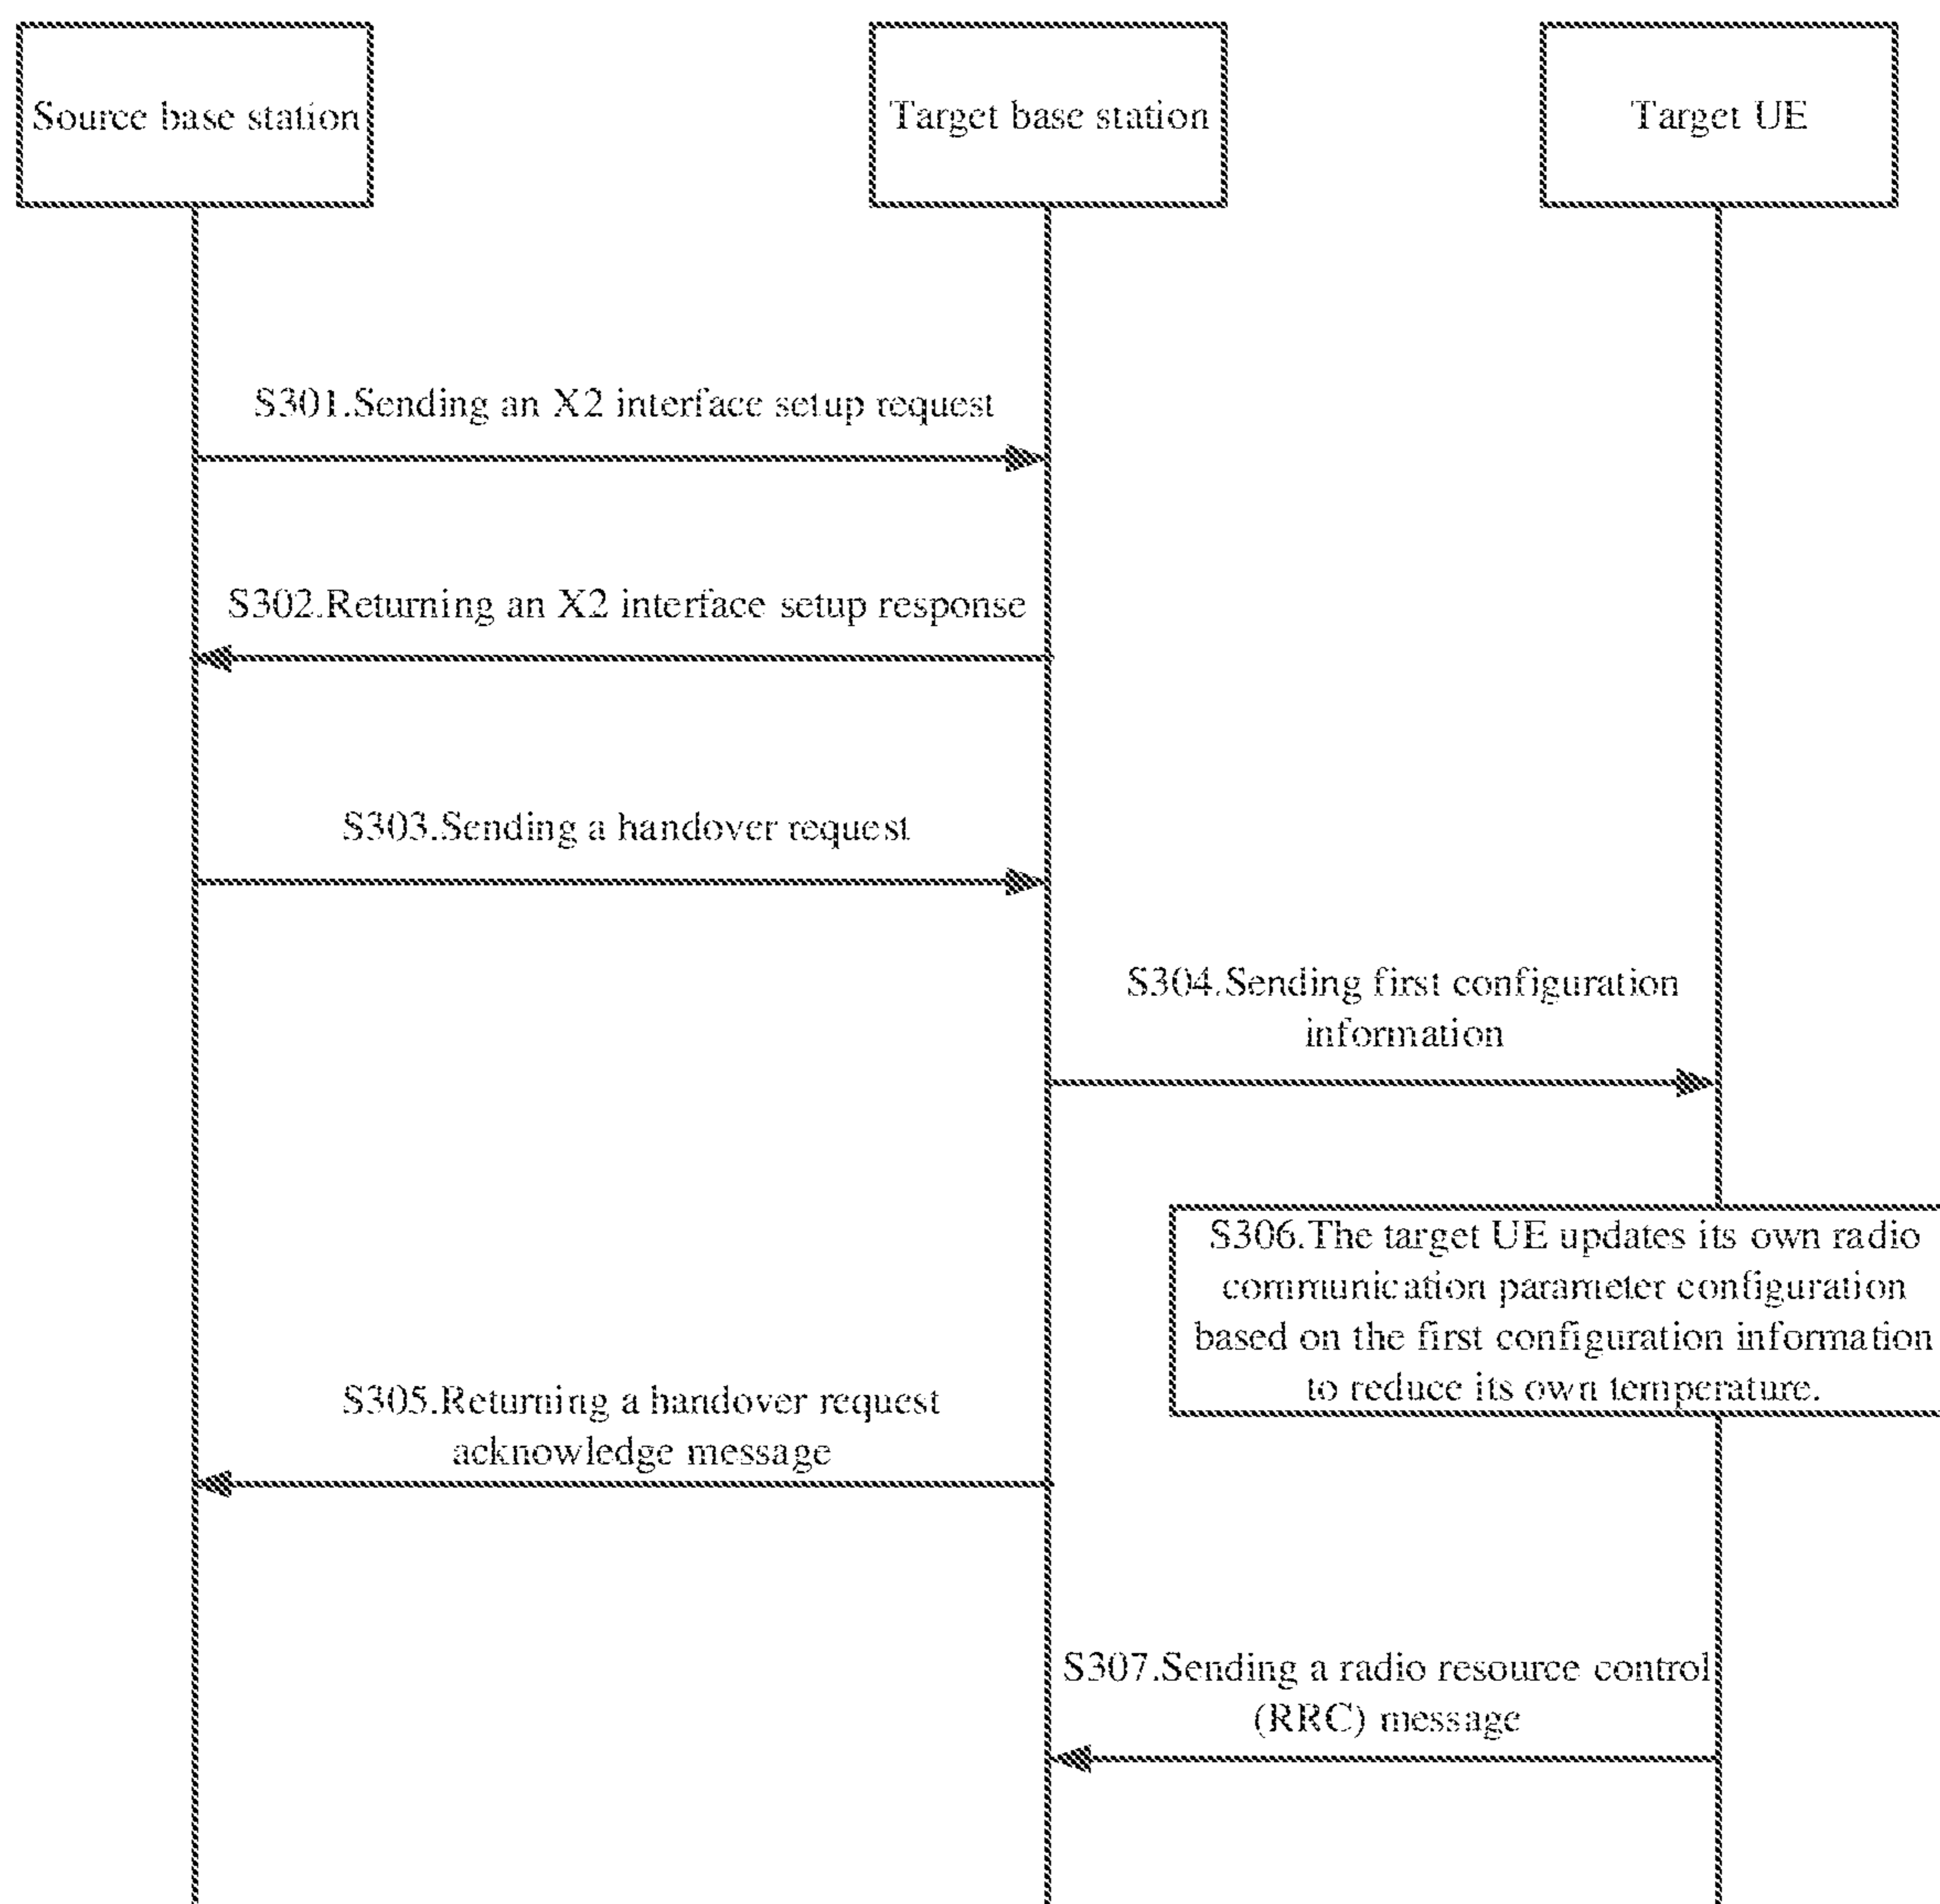 Source base station
Target base station
Target UE
S301.Sending an X2 interface setup request
S302.Returning an X2 interface setup response
S303.Sending a handover request
S304.Sending first configuration
information
S306.The target UE updates its own radio
communication parameter configuration
based on the first configuration information
to reduce its own temperature.
S305.Returning a handover request
acknowledge message
S307.Sending a radio resource control
(RRC) message